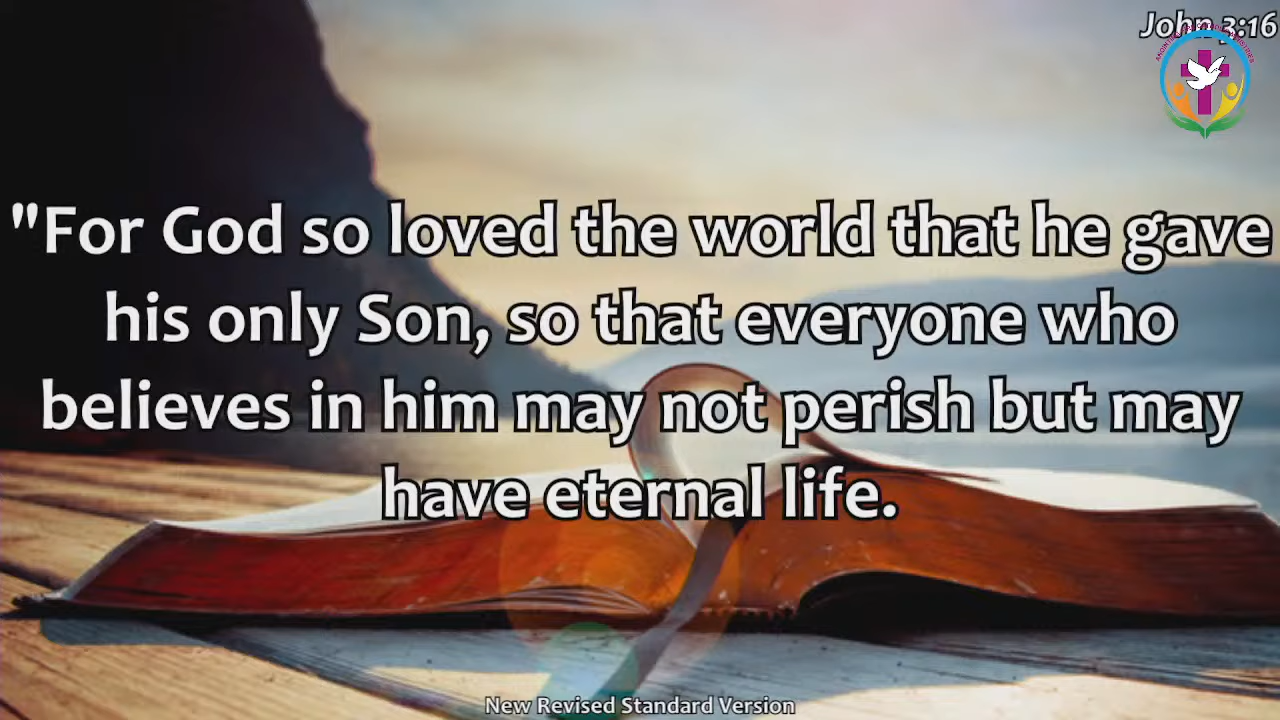 John 3:16
"For God so loved the world that he gave
his only Son, so that everyone who
believes in him may not perish but may
have eternal life.
New Revised Standard Version